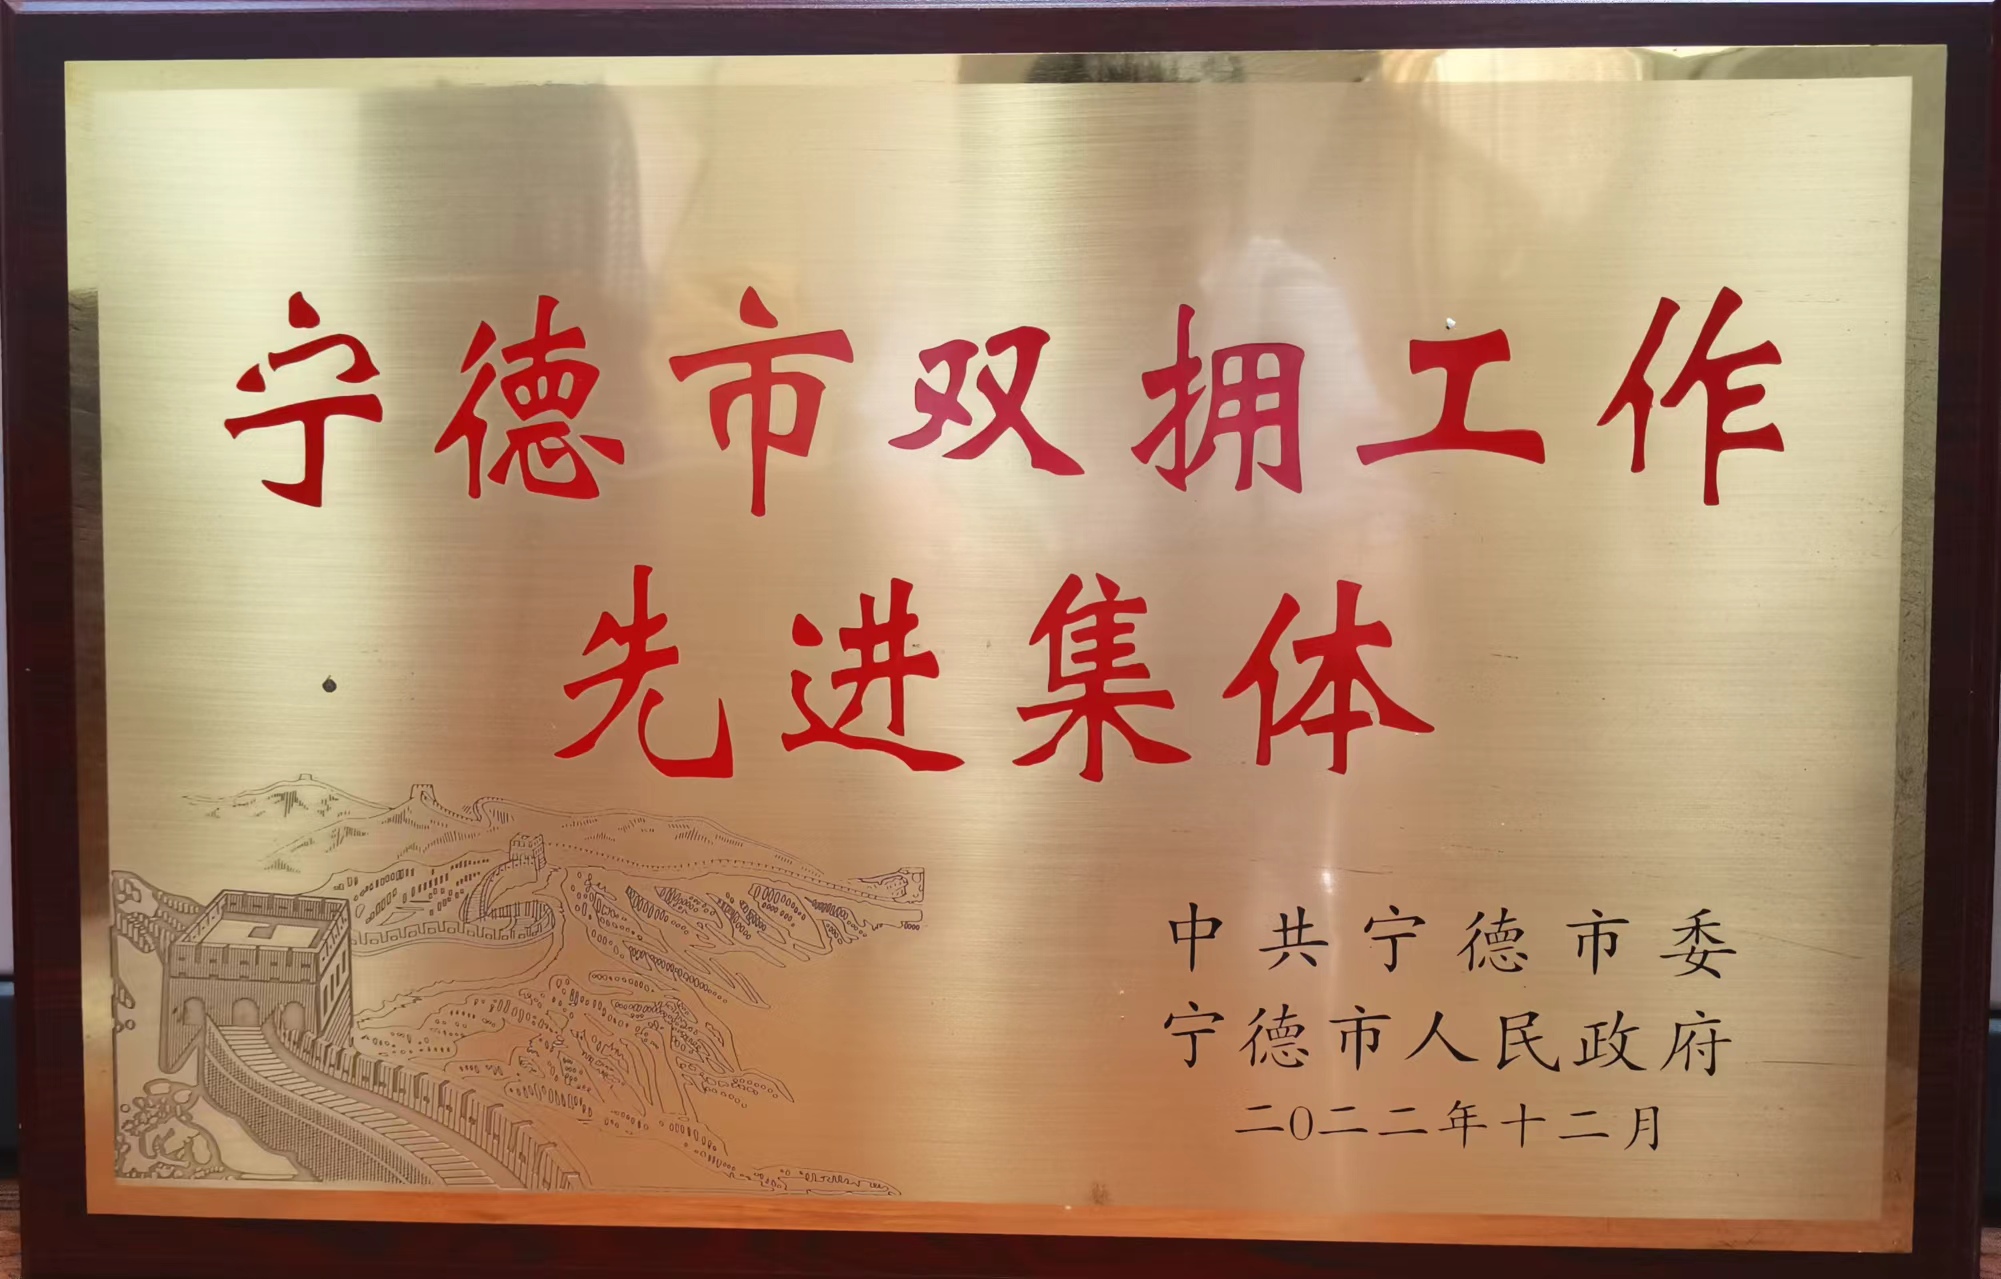 宁德市双拥工作
先进集体
中共宁德市委
宁德市人民政府
二〇二二年十二月